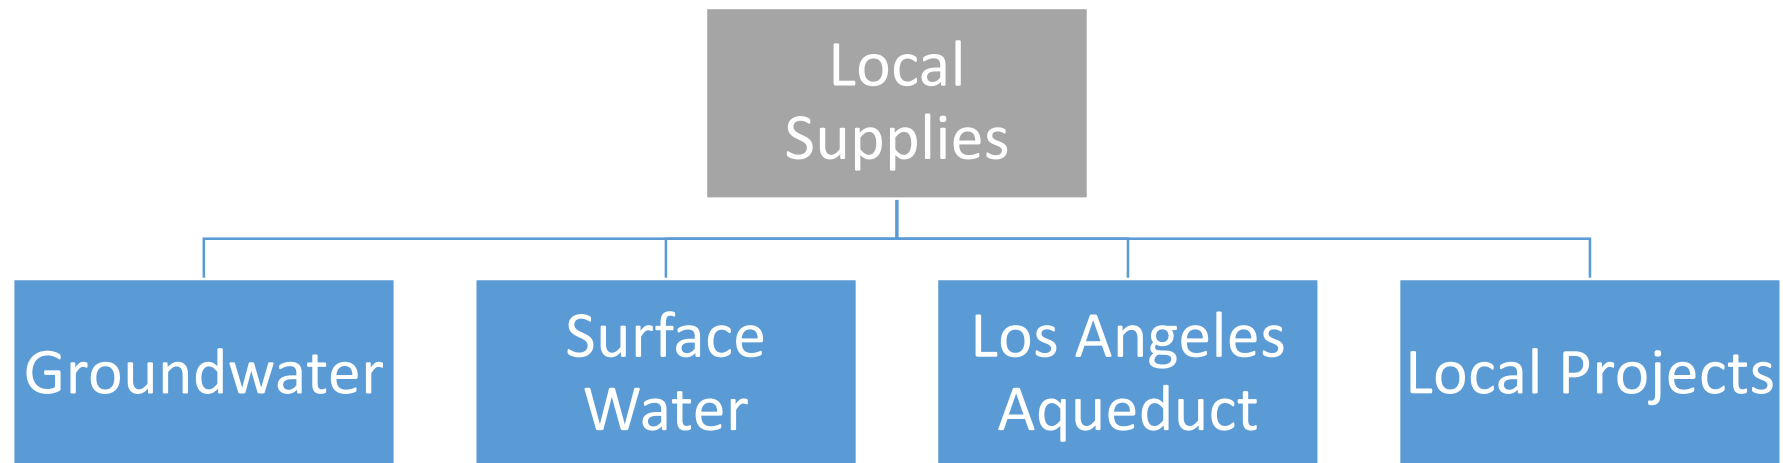 Local
Supplies
Groundwater
Surface
Water
Los Angeles
Aqueduct
Local Projects